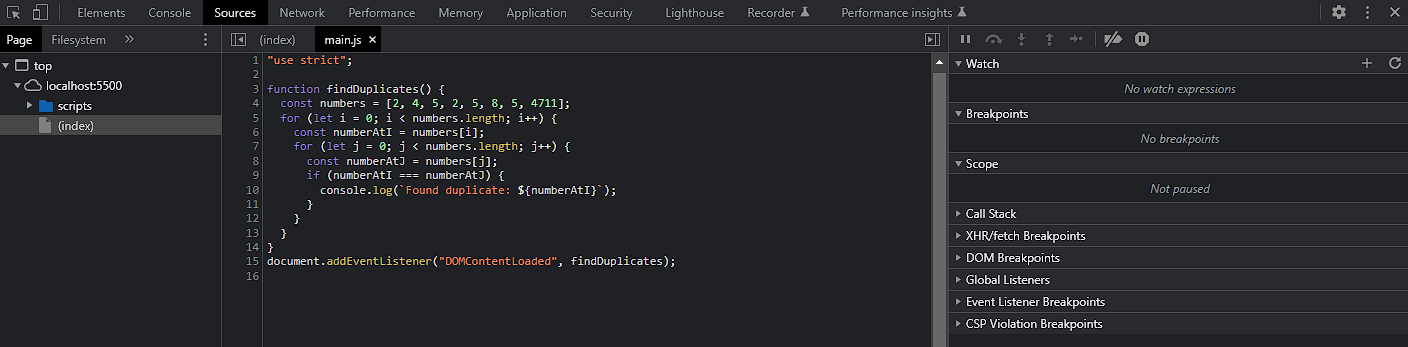 Elements Console Sources Network Performance Memory Application Security Lighthouse Recorder Performance insights
Page Filesystem
(index) main.js
top
localhost:5500
scripts
(index)
1 "use strict";
2
3 function findDuplicates() {
4   const numbers = [2, 4, 5, 2, 5, 8, 5, 4711];
5   for (let i = 0; i < numbers.length; i++) {
6     const numberAtI = numbers[i];
7     for (let j = 0; j < numbers.length; j++) {
8       const numberAtJ = numbers[j];
9       if (numberAtI === numberAtJ) {
10         console.log(`Found duplicate: ${numberAtI}`);
11       }
12     }
13   }
14 }
15 document.addEventListener("DOMContentLoaded", findDuplicates);
16
Watch
No watch expressions
Breakpoints
No breakpoints
Scope
Not paused
Call Stack
XHR/fetch Breakpoints
DOM Breakpoints
Global Listeners
Event Listener Breakpoints
CSP Violation Breakpoints